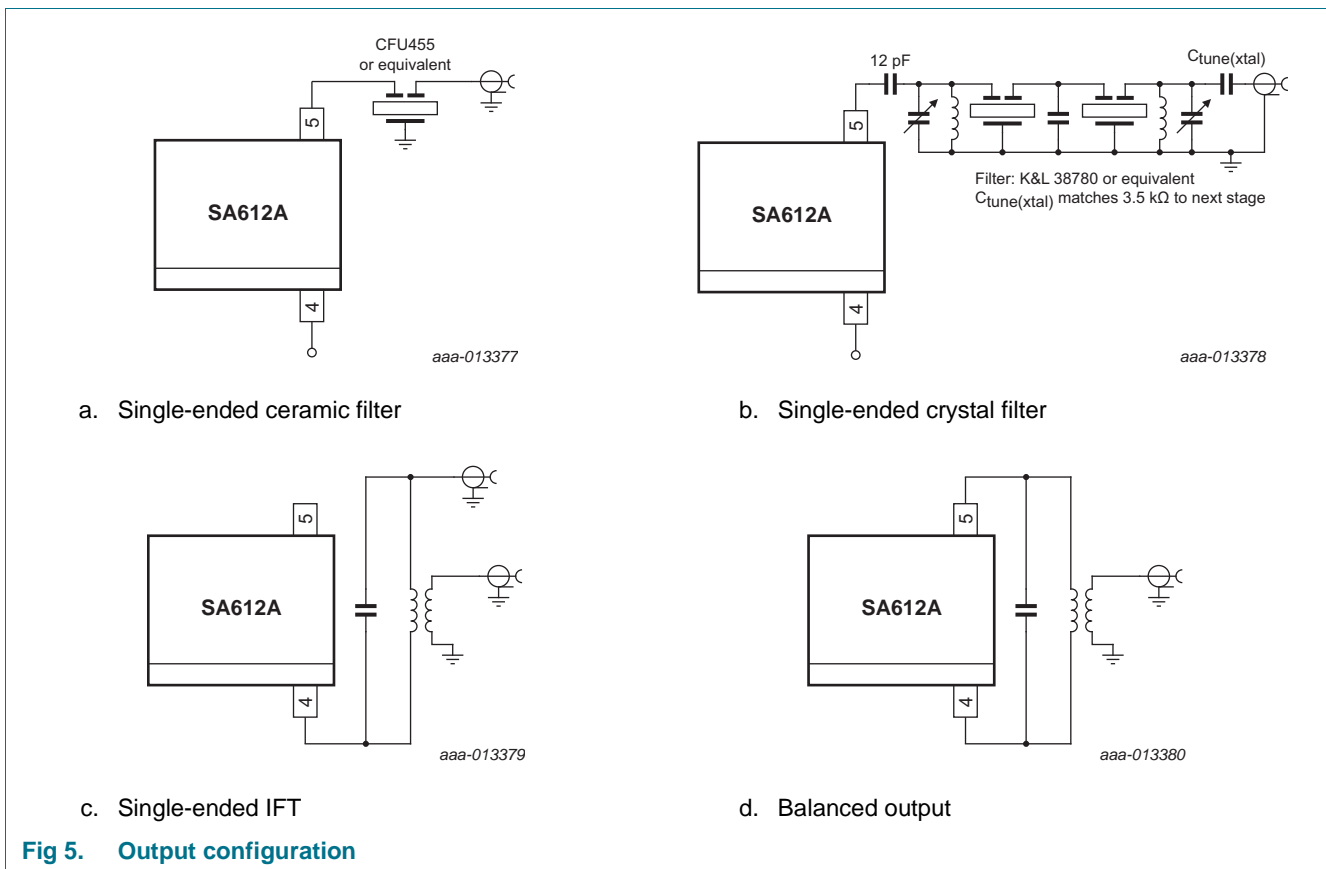 CFU455
or equivalent
5
SA612A
4
aaa-013377
a. Single-ended ceramic filter
12 pF
Ctune(xtal)
5
Filter: K&L 38780 or equivalent
Ctune(xtal) matches 3.5 kΩ to next stage
SA612A
4
aaa-013378
b. Single-ended crystal filter
5
SA612A
4
aaa-013379
c. Single-ended IFT
5
SA612A
4
aaa-013380
d. Balanced output
Fig 5. Output configuration